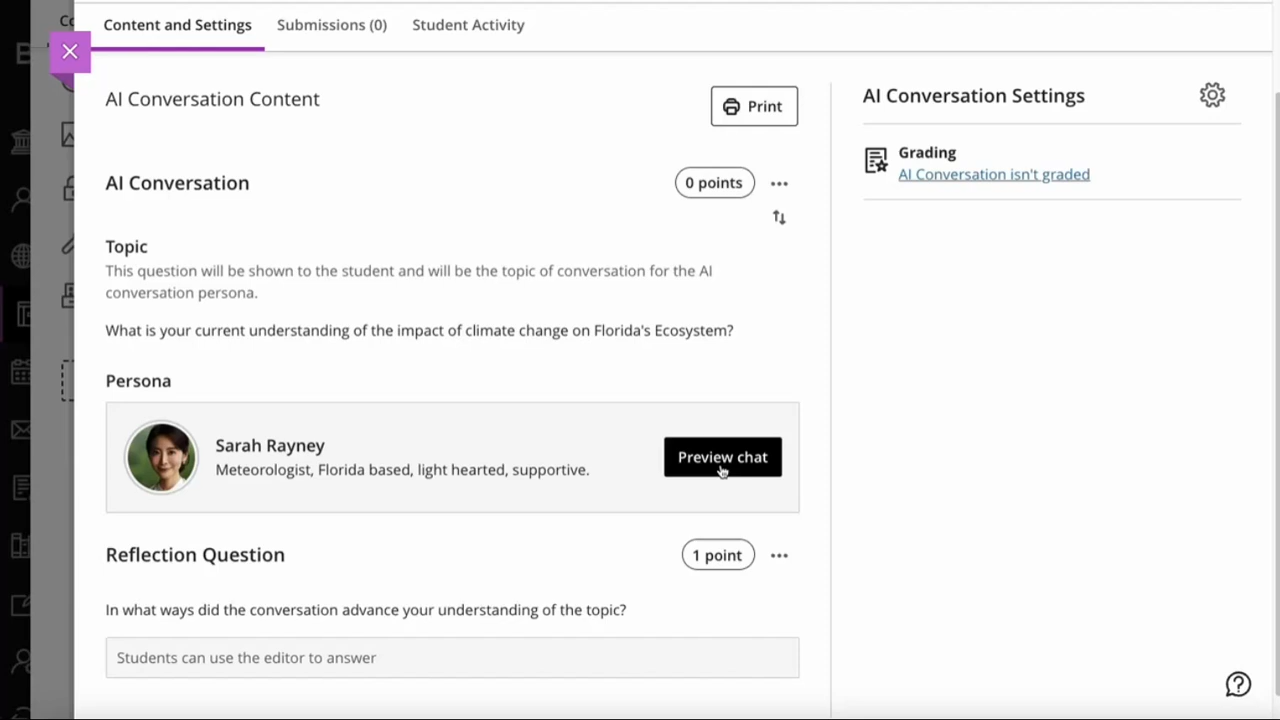 Co
Content and Settings
Submissions (0)
Student Activity
AI Conversation Content
Print
AI Conversation Settings
Grading
AI Conversation isn't graded
AI Conversation
0 points
Topic
This question will be shown to the student and will be the topic of conversation for the AI
conversation persona.
What is your current understanding of the impact of climate change on Florida's Ecosystem?
Persona
Sarah Rayney
Meteorologist, Florida based, light hearted, supportive.
Preview chat
Reflection Question
1 point
In what ways did the conversation advance your understanding of the topic?
Students can use the editor to answer